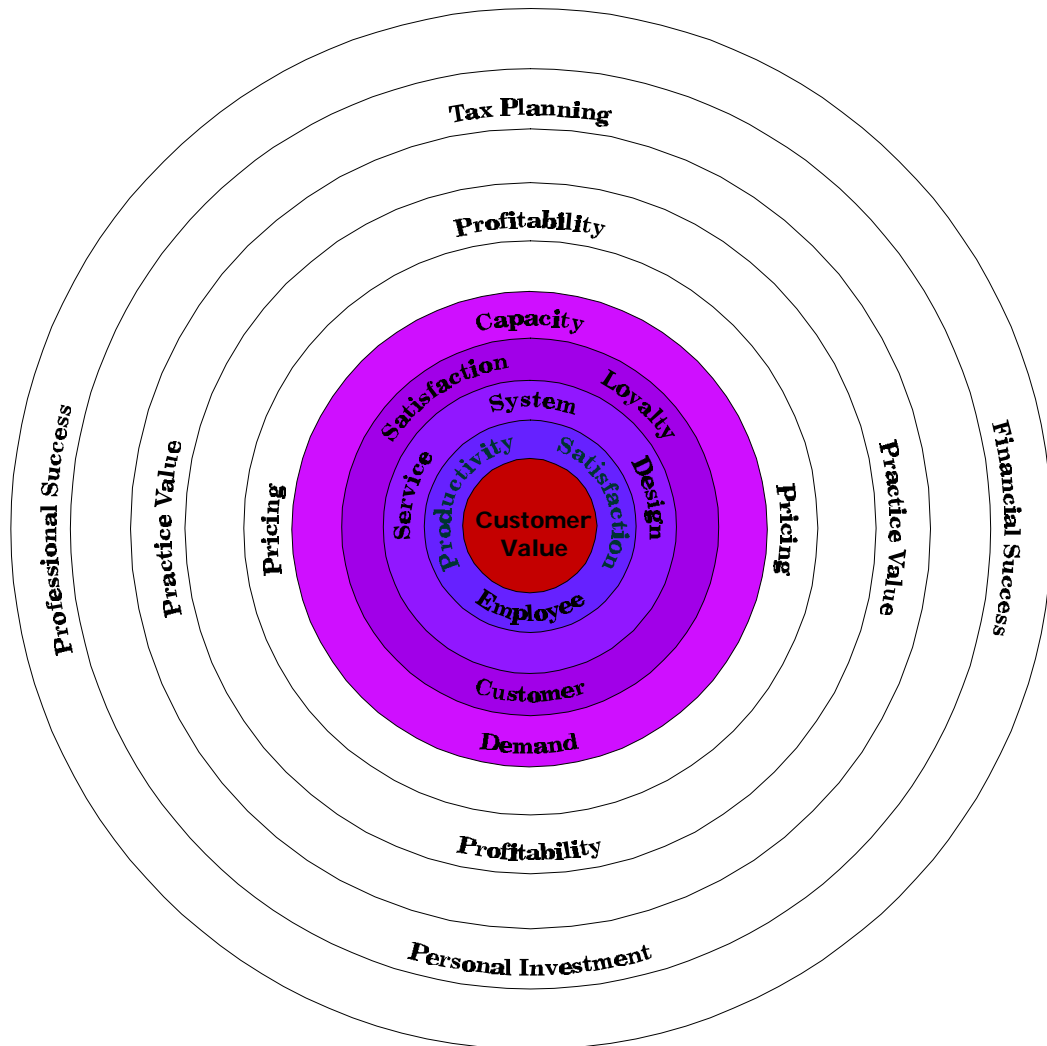 Tax Planning
Profitability
Capacity
Satisfaction
Loyalty
System
Service
Design
Productivity
Satisfaction
Customer
Value
Employee
Customer
Demand
Pricing
Pricing
Practice Value
Practice Value
Professional Success
Financial Success
Profitability
Personal Investment